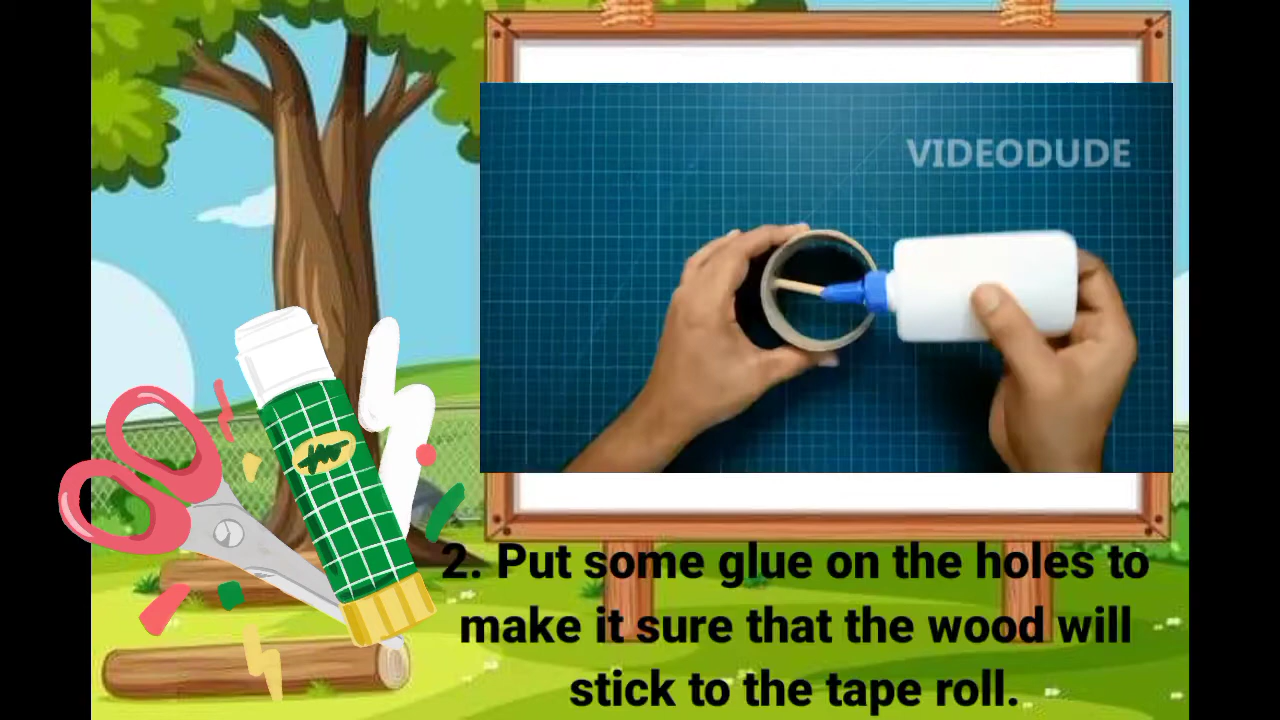 VIDEODUDE
2. Put some glue on the holes to
make it sure that the wood will
stick to the tape roll.